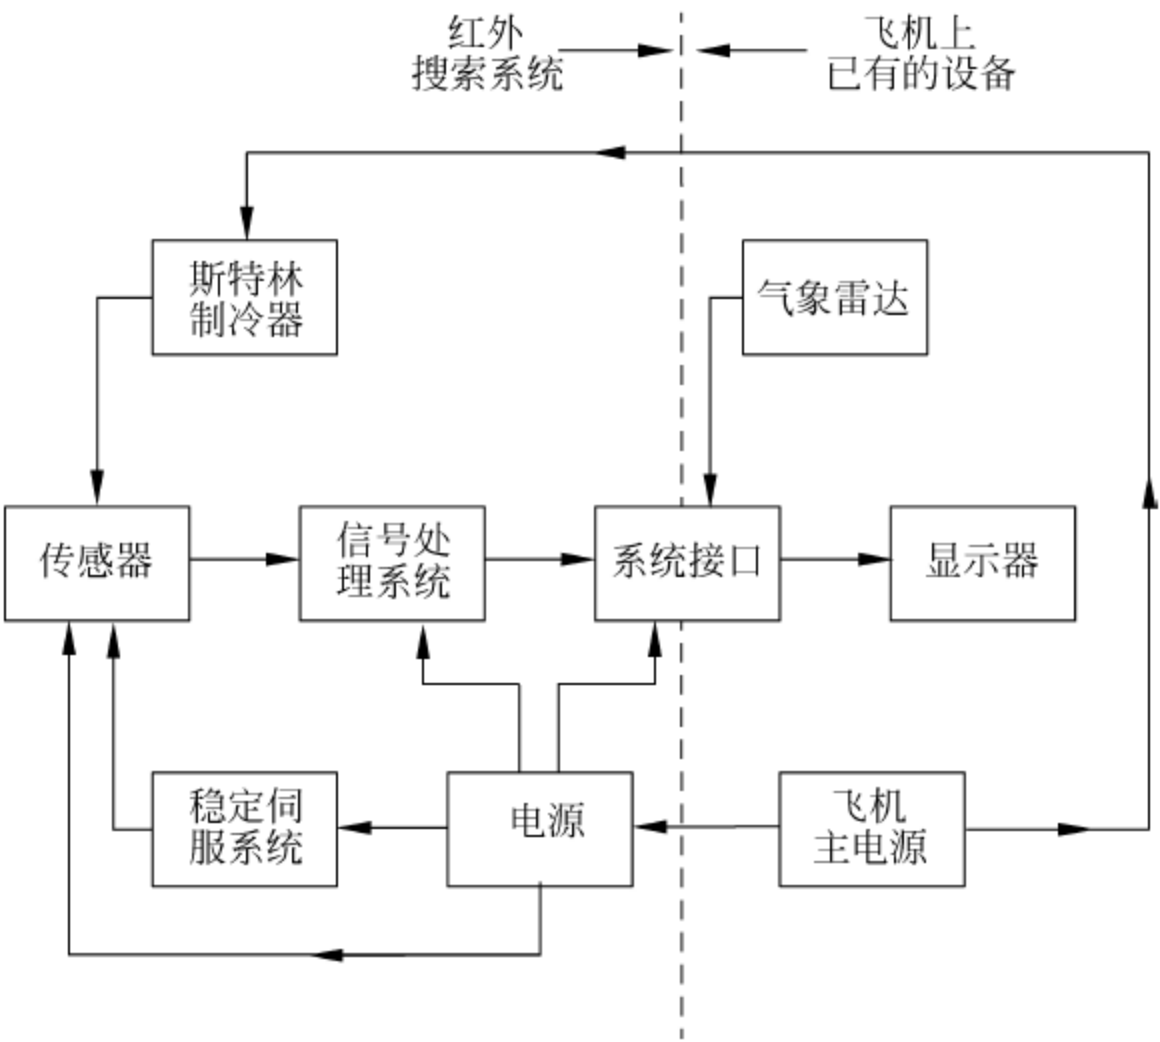 红外
搜索系统
飞机上
已有的设备
斯特林
制冷器
气象雷达
传感器
信号处
理系统
系统接口
显示器
稳定伺
服系统
电源
飞机
主电源